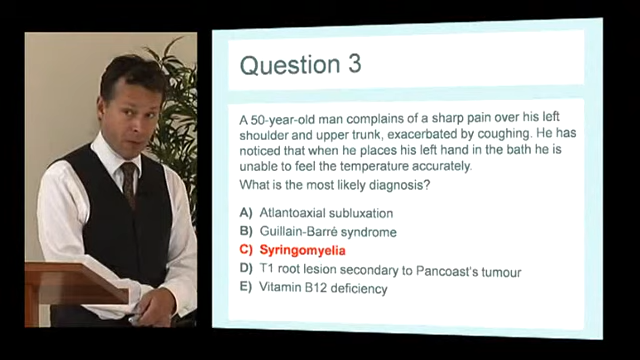 Question 3
A 50-year-old man complains of a sharp pain over his left
shoulder and upper trunk, exacerbated by coughing. He has
noticed that when he places his left hand in the bath he is
unable to feel the temperature accurately.
What is the most likely diagnosis?
A) Atlantoaxial subluxation
B) Guillain-Barré syndrome
C) Syringomyelia
D) T1 root lesion secondary to Pancoast's tumour
E) Vitamin B12 deficiency